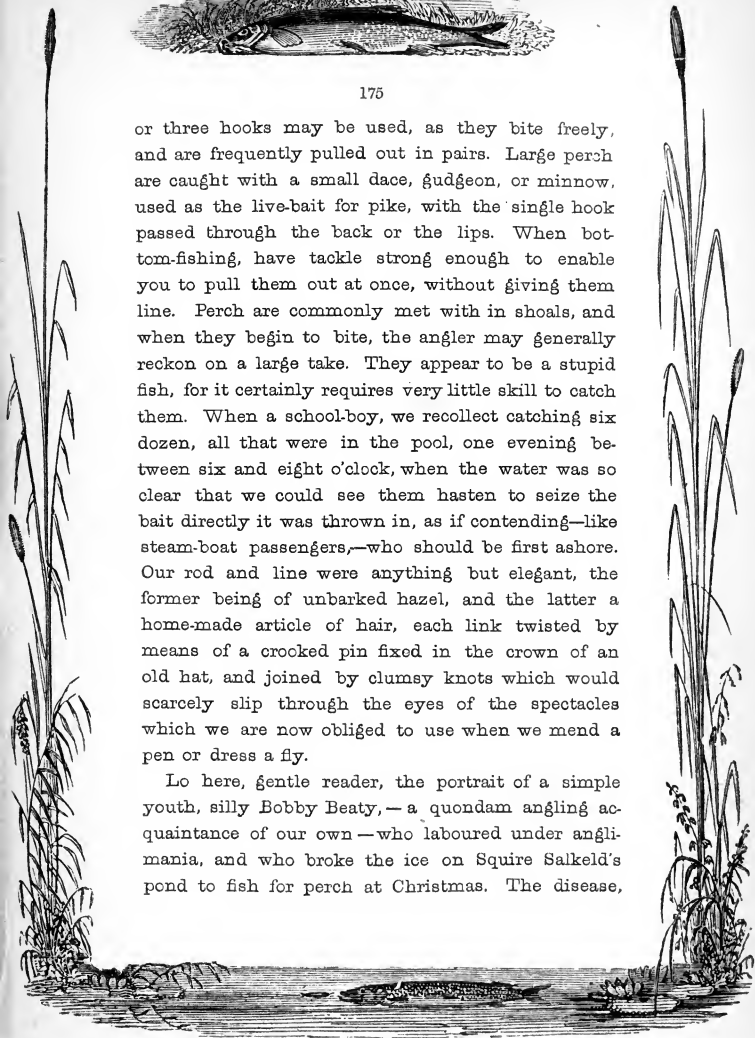 175
or three hooks may be used, as they bite freely,
and are frequently pulled out in pairs. Large perch
are caught with a small dace, gudgeon, or minnow,
used as the live-bait for pike, with the single hook
passed through the back or the lips. When bot-
tom-fishing, have tackle strong enough to enable
you to pull them out at once, without giving them
line. Perch are commonly met with in shoals, and
when they begin to bite, the angler may generally
reckon on a large take. They appear to be a stupid
fish, for it certainly requires very little skill to catch
them. When a school-boy, we recollect catching six
dozen, all that were in the pool, one evening be-
tween six and eight o'clock, when the water was so
clear that we could see them hasten to seize the
bait directly it was thrown in, as if contending—like
steam-boat passengers,—who should be first ashore.
Our rod and line were anything but elegant, the
former being of unbarked hazel, and the latter a
home-made article of hair, each link twisted by
means of a crooked pin fixed in the crown of an
old hat, and joined by clumsy knots which would
scarcely slip through the eyes of the spectacles
which we are now obliged to use when we mend a
pen or dress a fly.
Lo here, gentle reader, the portrait of a simple
youth, silly Bobby Beaty,—a quondam angling ac-
quaintance of our own—who laboured under angli-
mania, and who broke the ice on Squire Salkeld's
pond to fish for perch at Christmas. The disease,